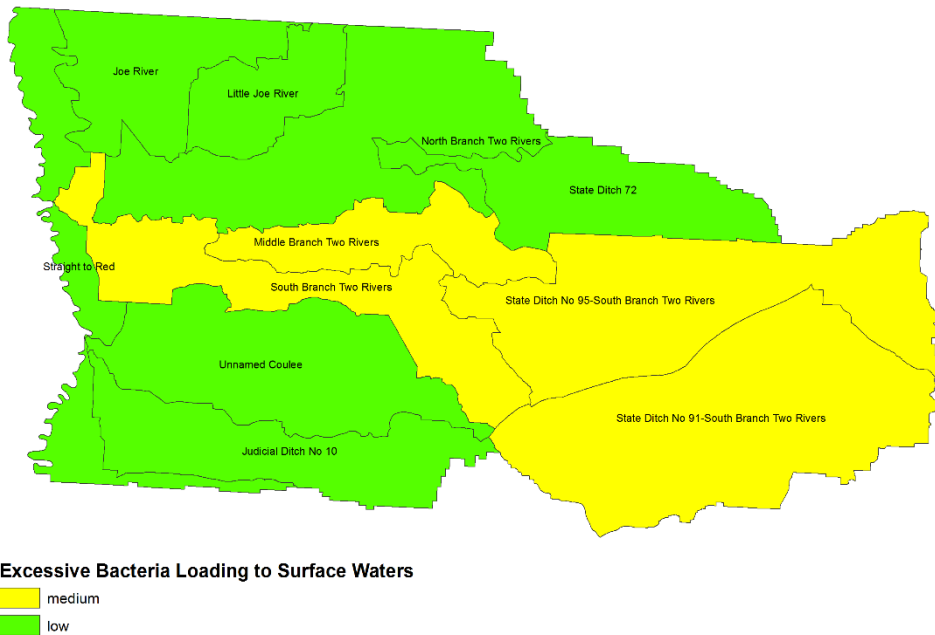 Joe River
Little Joe River
North Branch Two Rivers
State Ditch 72
Middle Branch Two Rivers
Straight to Red
South Branch Two Rivers
State Ditch No 95-South Branch Two Rivers
Unnamed Coulee
State Ditch No 91-South Branch Two Rivers
Judicial Ditch No 10
Excessive Bacteria Loading to Surface Waters
medium
low